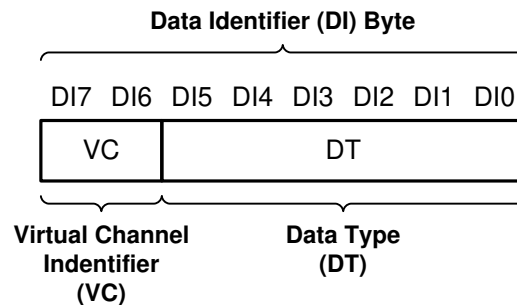 Data Identifier (DI) Byte
DI7 DI6 DI5 DI4 DI3 DI2 DI1 DI0
VC DT
Virtual Channel
Indentifier
(VC)
Data Type
(DT)